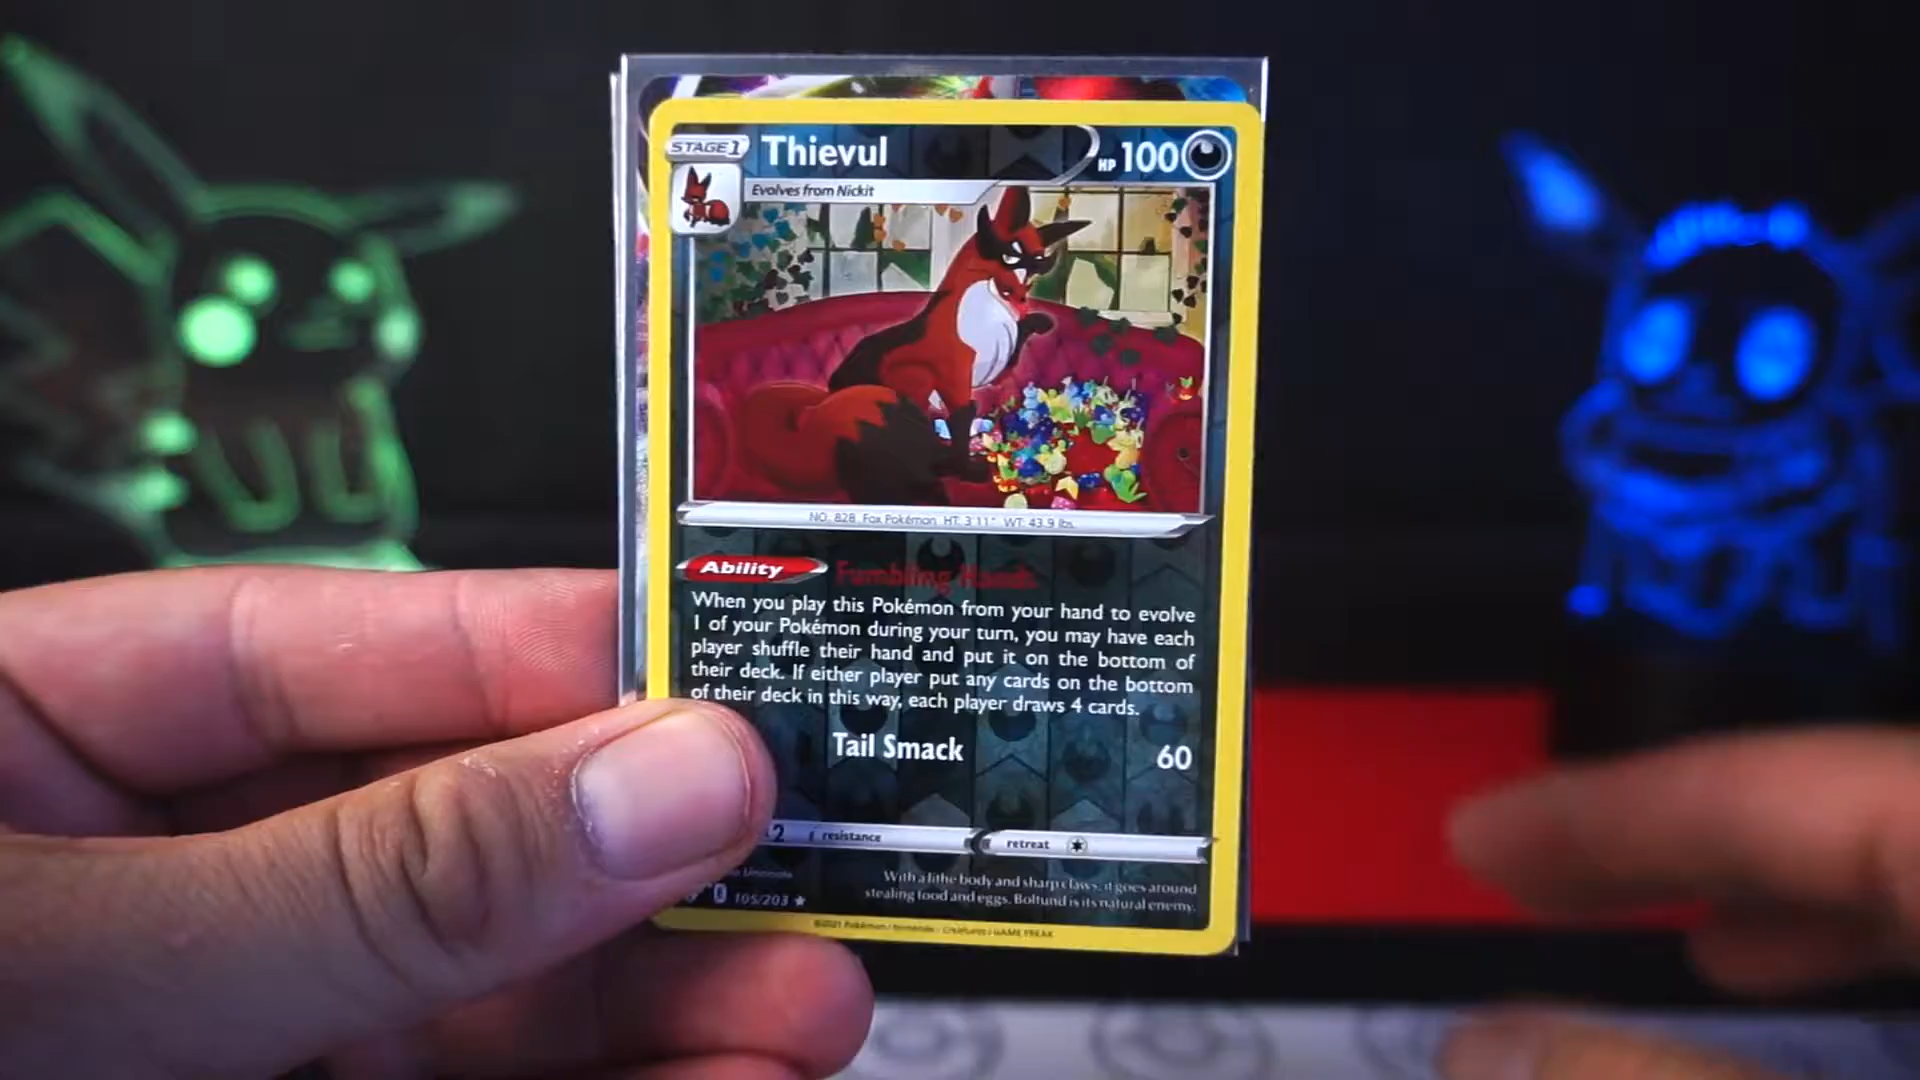 STAGE 1 Thievul HP 100
Evolves from Nickit
NO. 828 Fox Pokémon HT: 3'11" WT: 43.9 lbs.
Ability Fumbling Hands
When you play this Pokémon from your hand to evolve
1 of your Pokémon during your turn, you may have each
player shuffle their hand and put it on the bottom of
their deck. If either player put any cards on the bottom
of their deck in this way, each player draws 4 cards.
Tail Smack 60
2 resistance retreat
With a lithe body and sharp claws, it goes around
stealing food and eggs. Boltund is its natural enemy.
105/203
©2021 Pokémon / Nintendo / Creatures / GAME FREAK